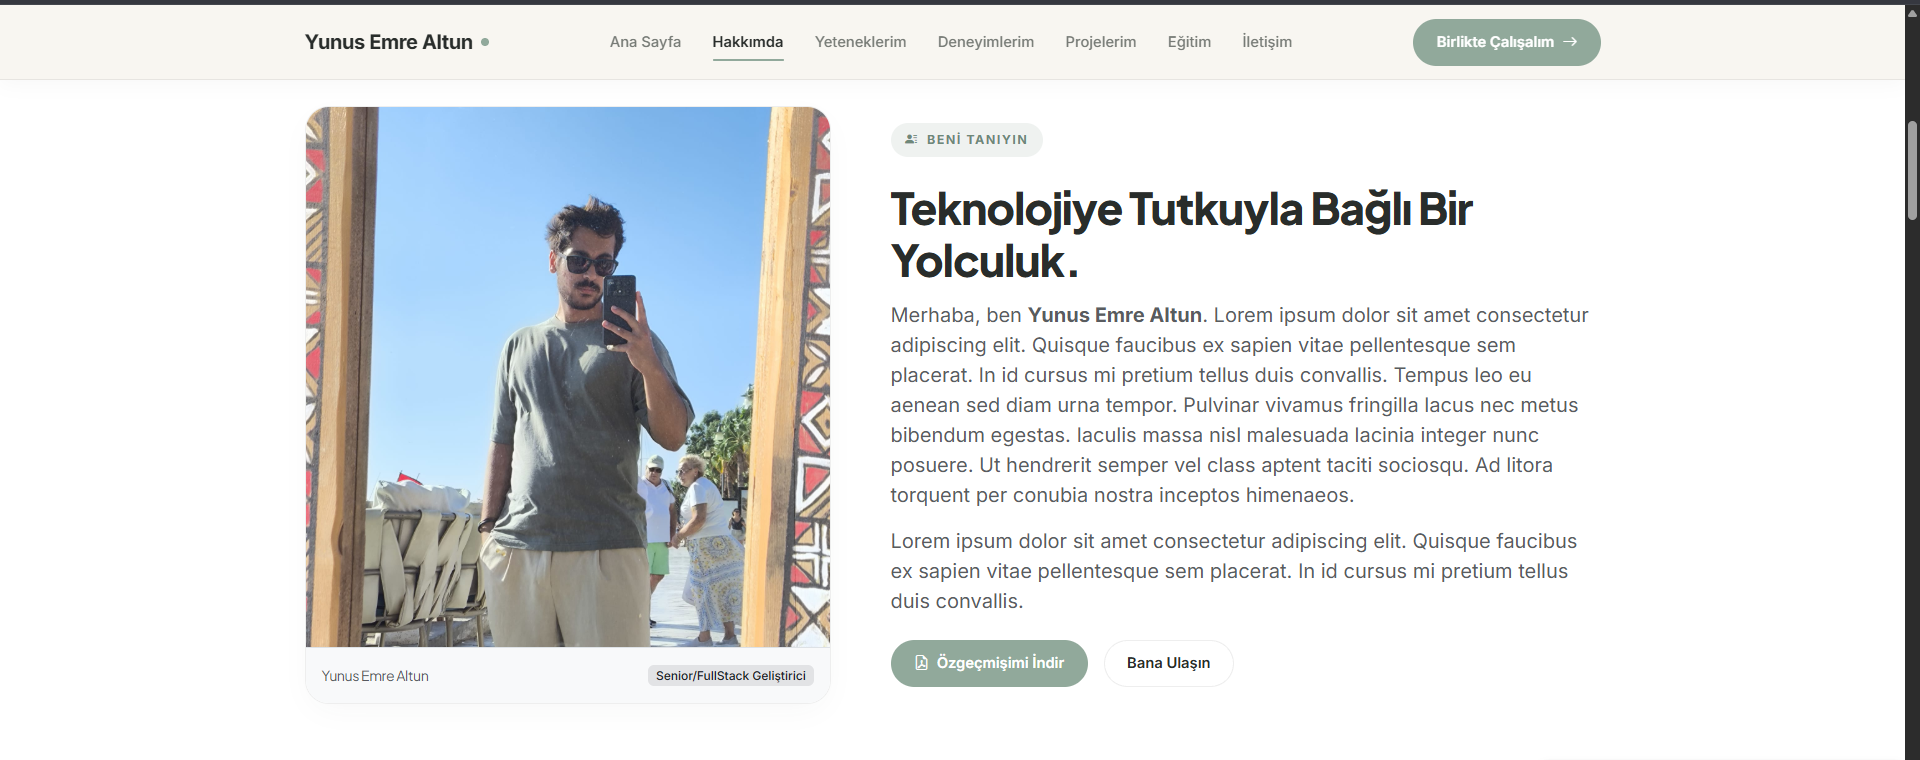 Yunus Emre Altun
Ana Sayfa
Hakkımda
Yeteneklerim
Deneyimlerim
Projelerim
Eğitim
İletişim
Birlikte Çalışalım →
BENİ TANIYIN
Teknolojiye Tutkuyla Bağlı Bir
Yolculuk.
Merhaba, ben Yunus Emre Altun. Lorem ipsum dolor sit amet consectetur
adipiscing elit. Quisque faucibus ex sapien vitae pellentesque sem
placerat. In id cursus mi pretium tellus duis convallis. Tempus leo eu
aenean sed diam urna tempor. Pulvinar vivamus fringilla lacus nec metus
bibendum egestas. Iaculis massa nisl malesuada lacinia integer nunc
posuere. Ut hendrerit semper vel class aptent taciti sociosqu. Ad litora
torquent per conubia nostra inceptos himenaeos.
Lorem ipsum dolor sit amet consectetur adipiscing elit. Quisque faucibus
ex sapien vitae pellentesque sem placerat. In id cursus mi pretium tellus
duis convallis.
Özgeçmişimi İndir
Bana Ulaşın
Yunus Emre Altun
Senior/FullStack Geliştirici